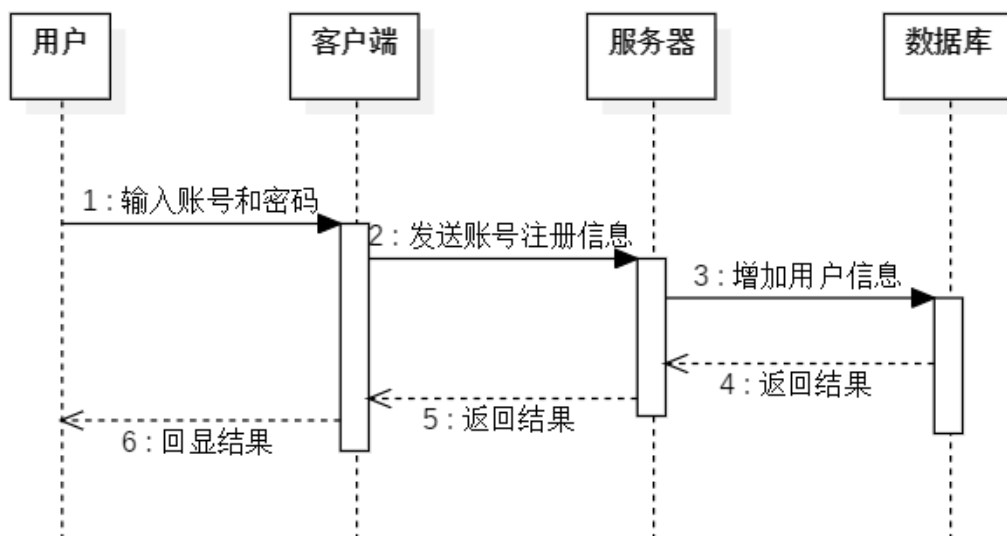 用户
客户端
服务器
数据库
1 : 输入账号和密码
2 : 发送账号注册信息
3 : 增加用户信息
4 : 返回结果
5 : 返回结果
6 : 回显结果